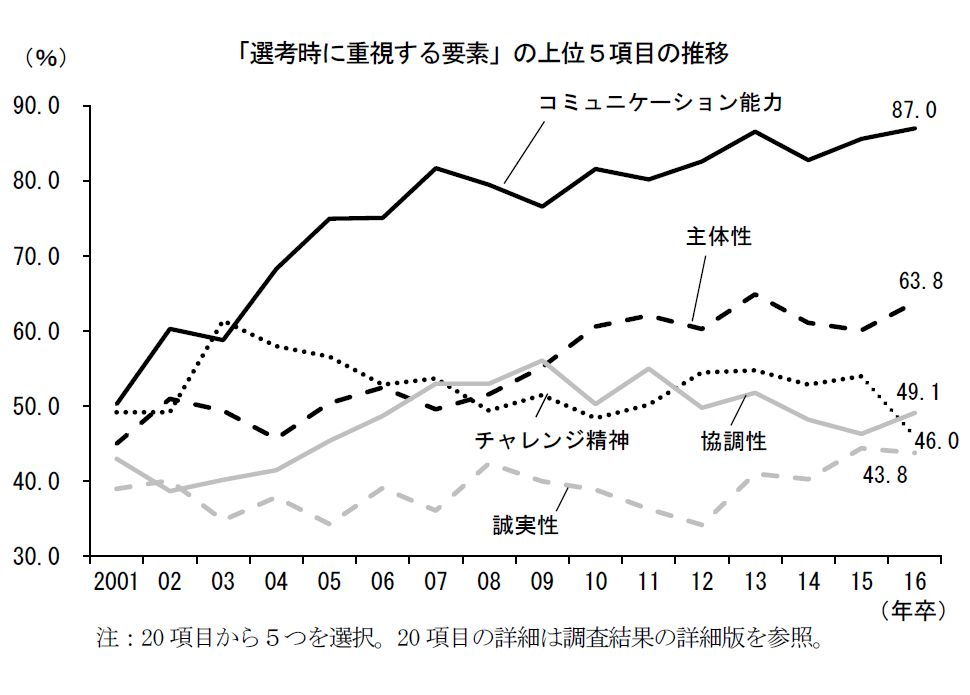 「選考時に重視する要素」の上位５項目の推移
（％）
90.0
80.0
70.0
60.0
50.0
40.0
30.0
コミュニケーション能力
87.0
主体性
63.8
チャレンジ精神
協調性
49.1
46.0
43.8
誠実性
2001 02 03 04 05 06 07 08 09 10 11 12 13 14 15 16
（年卒）
注：20 項目から５つを選択。20 項目の詳細は調査結果の詳細版を参照。